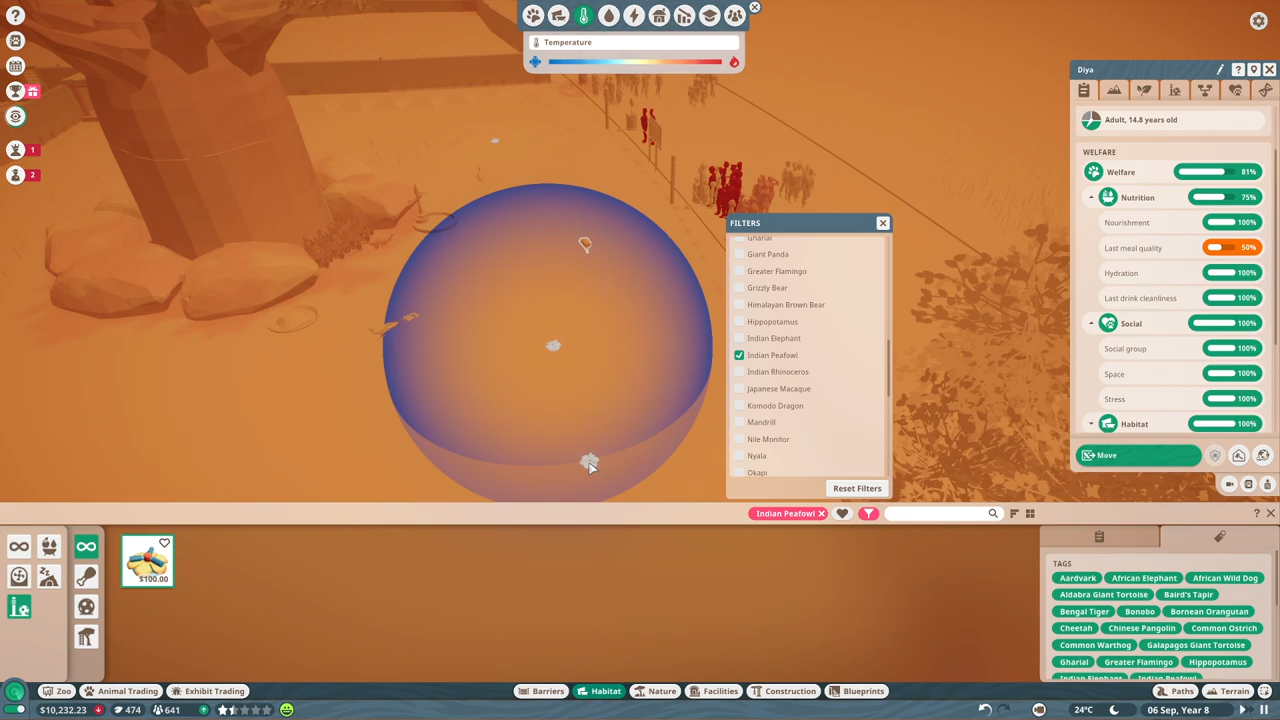 ?
Temperature
1
2
Diya
?
Adult, 14.8 years old
WELFARE
Welfare 81%
Nutrition 75%
Nourishment 100%
Last meal quality 50%
Hydration 100%
Last drink cleanliness 100%
Social 100%
Social group 100%
Space 100%
Stress 100%
Habitat 100%
Move
FILTERS
Gharial
Giant Panda
Greater Flamingo
Grizzly Bear
Himalayan Brown Bear
Hippopotamus
Indian Elephant
Indian Peafowl
Indian Rhinoceros
Japanese Macaque
Komodo Dragon
Mandrill
Nile Monitor
Nyala
Okapi
Reset Filters
Indian Peafowl
?
$100.00
TAGS
Aardvark African Elephant African Wild Dog
Aldabra Giant Tortoise Baird's Tapir
Bengal Tiger Bonobo Bornean Orangutan
Cheetah Chinese Pangolin Common Ostrich
Common Warthog Galapagos Giant Tortoise
Gharial Greater Flamingo Hippopotamus
Indian Elephant Indian Peafowl
Zoo Animal Trading Exhibit Trading Barriers Habitat Nature Facilities Construction Blueprints Paths Terrain
$10,232.23 474 641 24°C 06 Sep, Year 8